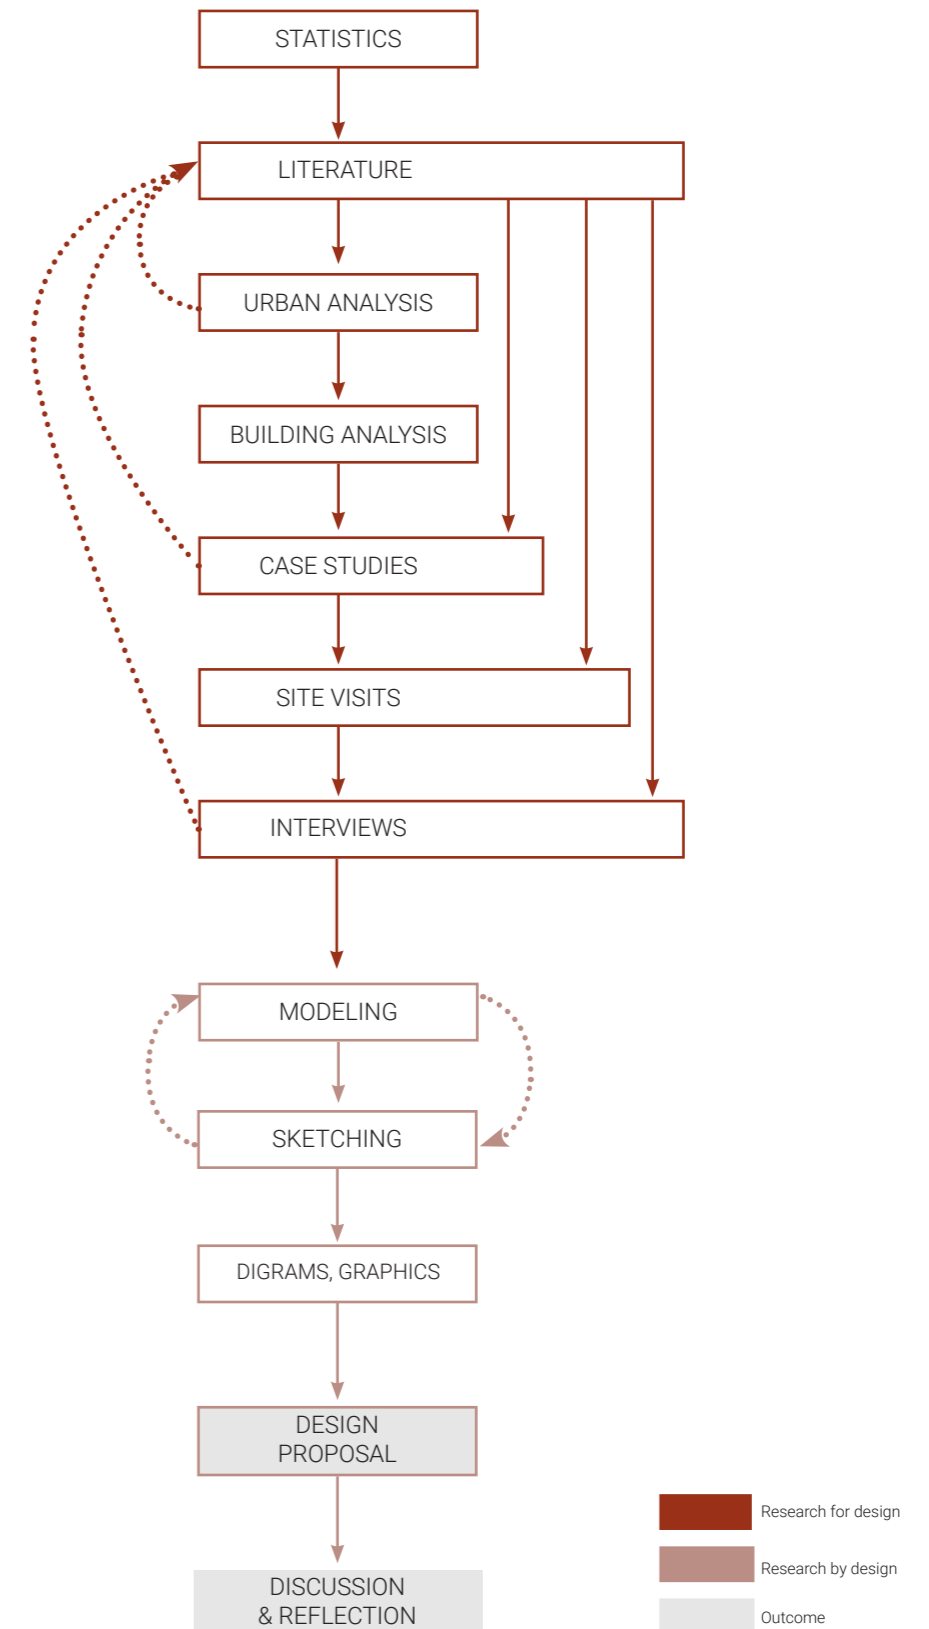 STATISTICS
LITERATURE
URBAN ANALYSIS
BUILDING ANALYSIS
CASE STUDIES
SITE VISITS
INTERVIEWS
MODELING
SKETCHING
DIGRAMS, GRAPHICS
DESIGN
PROPOSAL
DISCUSSION
& REFLECTION
Research for design
Research by design
Outcome